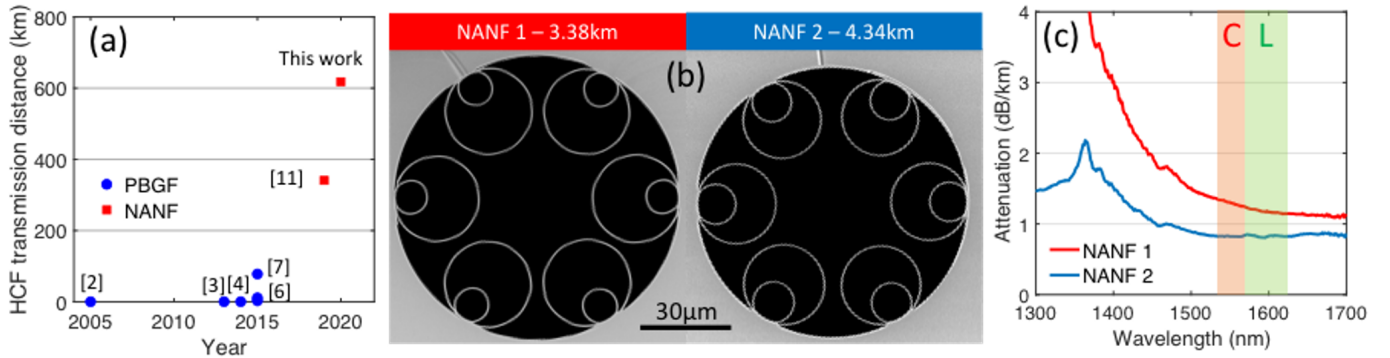 (a)
HCF transmission distance (km)
800
600
400
200
0
This work
[11]
PBGF
NANF
[2]
[3]
[4]
[7]
[6]
2005
2010
2015
2020
Year
NANF 1 – 3.38km
NANF 2 – 4.34km
(b)
30μm
(c)
C
L
Attenuation (dB/km)
4
3
2
1
0
NANF 1
NANF 2
1300
1400
1500
1600
1700
Wavelength (nm)